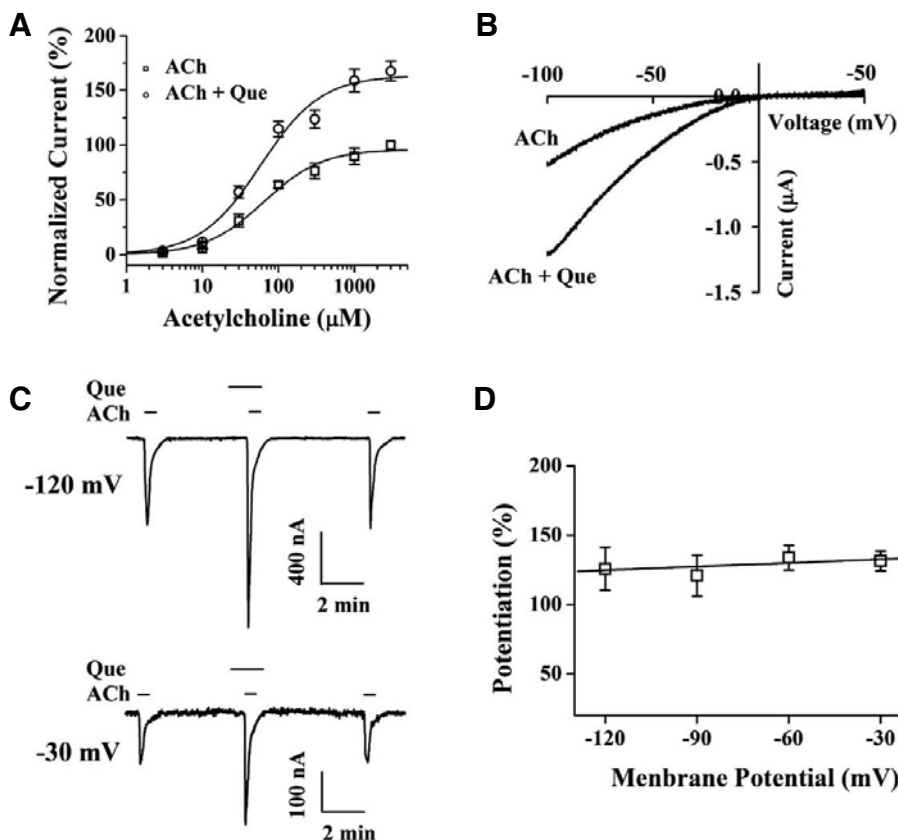 A
Normalized Current (%)
200
150
100
50
0
ACh
ACh + Que
1 10 100 1000
Acetylcholine (µM)
B
-100 -50 -50
0.0
Voltage (mV)
ACh
-0.5
-1.0
-1.5
Current (µA)
ACh + Que
C
Que
ACh
-120 mV
400 nA
2 min
Que
ACh
-30 mV
100 nA
2 min
D
Potentiation (%)
200
150
100
50
-120 -90 -60 -30
Menbrane Potential (mV)